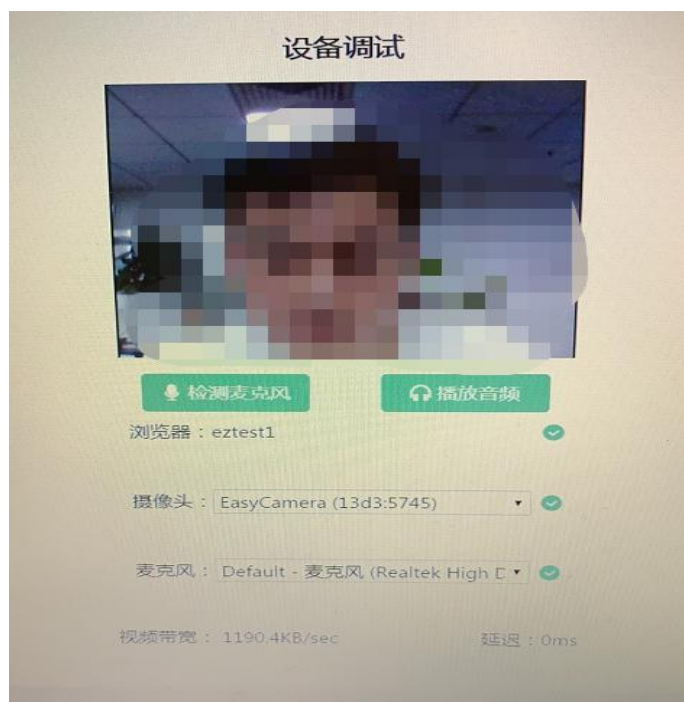 设备调试
检测麦克风 播放音频
浏览器：eztest1
摄像头： EasyCamera (13d3:5745)
麦克风： Default - 麦克风 (Realtek High D
视频带宽： 1190.4KB/sec 延迟：0ms